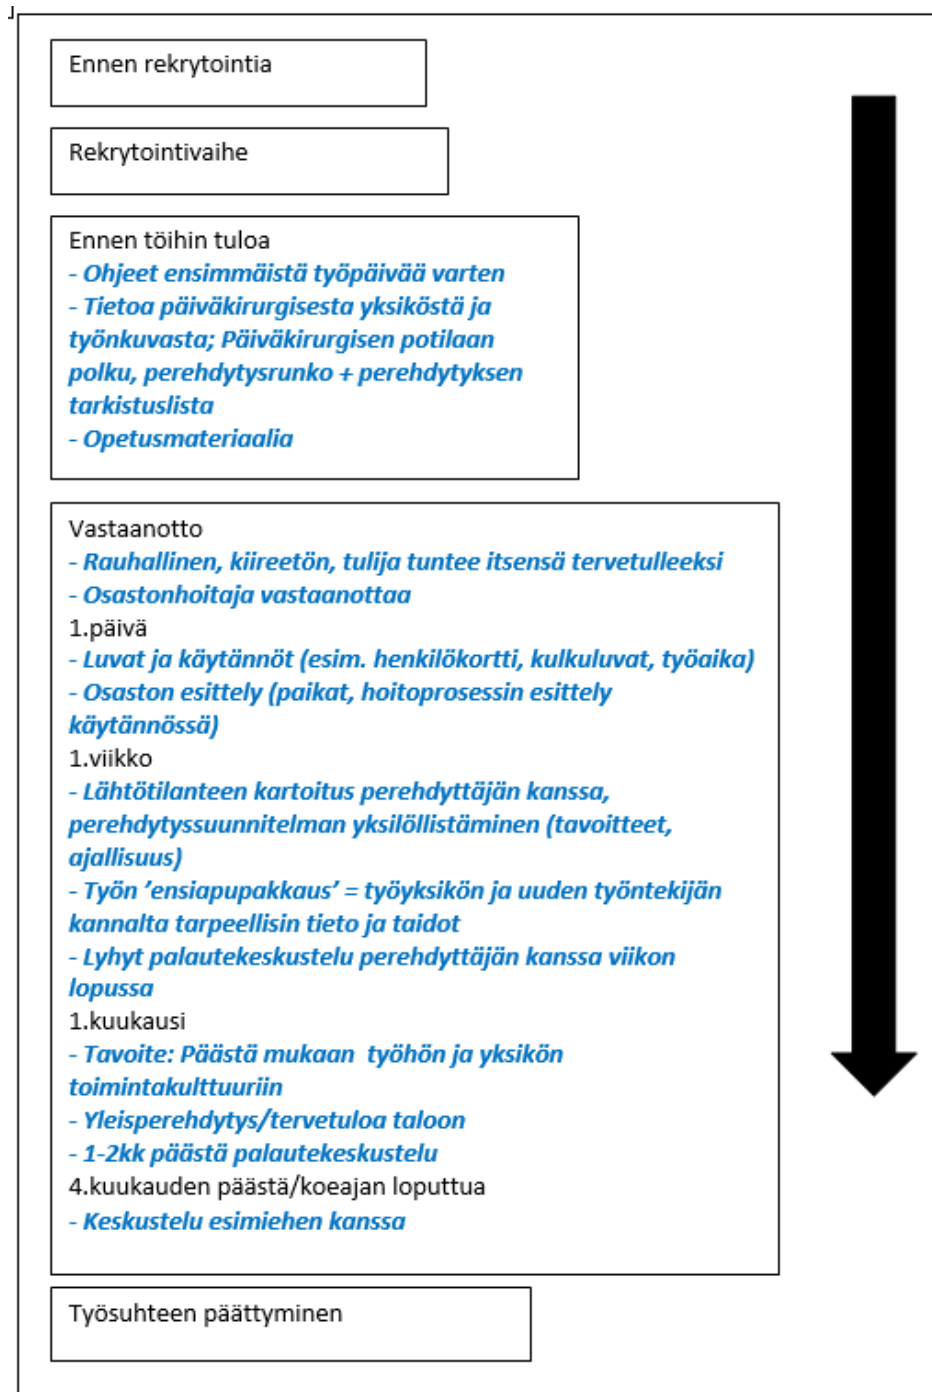 Ennen rekrytointia
Rekrytointivaihe
Ennen töihin tuloa
- Ohjeet ensimmäistä työpäivää varten
- Tietoa päiväkirurgisesta yksiköstä ja
työnkuvasta; Päiväkirurgisen potilaan
polku, perehdytysrunko + perehdytyksen
tarkistuslista
- Opetusmateriaalia
Vastaanotto
- Rauhallinen, kiireetön, tulija tuntee itsensä tervetulleeksi
- Osastonhoitaja vastaanottaa
1.päivä
- Luvat ja käytännöt (esim. henkilökortti, kulkuluvat, työaika)
- Osaston esittely (paikat, hoitoprosessin esittely
käytännössä)
1.viikko
- Lähtötilanteen kartoitus perehdyttäjän kanssa,
perehdytyssuunnitelman yksilöllistäminen (tavoitteet,
ajallisuus)
- Työn ’ensiapupakkaus’ = työyksikön ja uuden työntekijän
kannalta tarpeellisin tieto ja taidot
- Lyhyt palautekeskustelu perehdyttäjän kanssa viikon
lopussa
1.kuukausi
- Tavoite: Päästä mukaan  työhön ja yksikön
toimintakulttuuriin
- Yleisperehdytys/tervetuloa taloon
- 1-2kk päästä palautekeskustelu
4.kuukauden päästä/koeajan loputtua
- Keskustelu esimiehen kanssa
Työsuhteen päättyminen